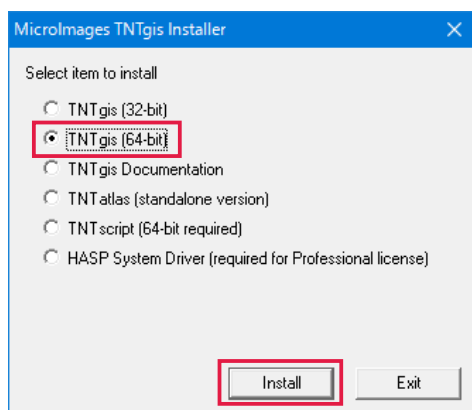 MicroImages TNTgis Installer
Select item to install
TNTgis (32-bit)
TNTgis (64-bit)
TNTgis Documentation
TNTatlas (standalone version)
TNTscript (64-bit required)
HASP System Driver (required for Professional license)
Install Exit